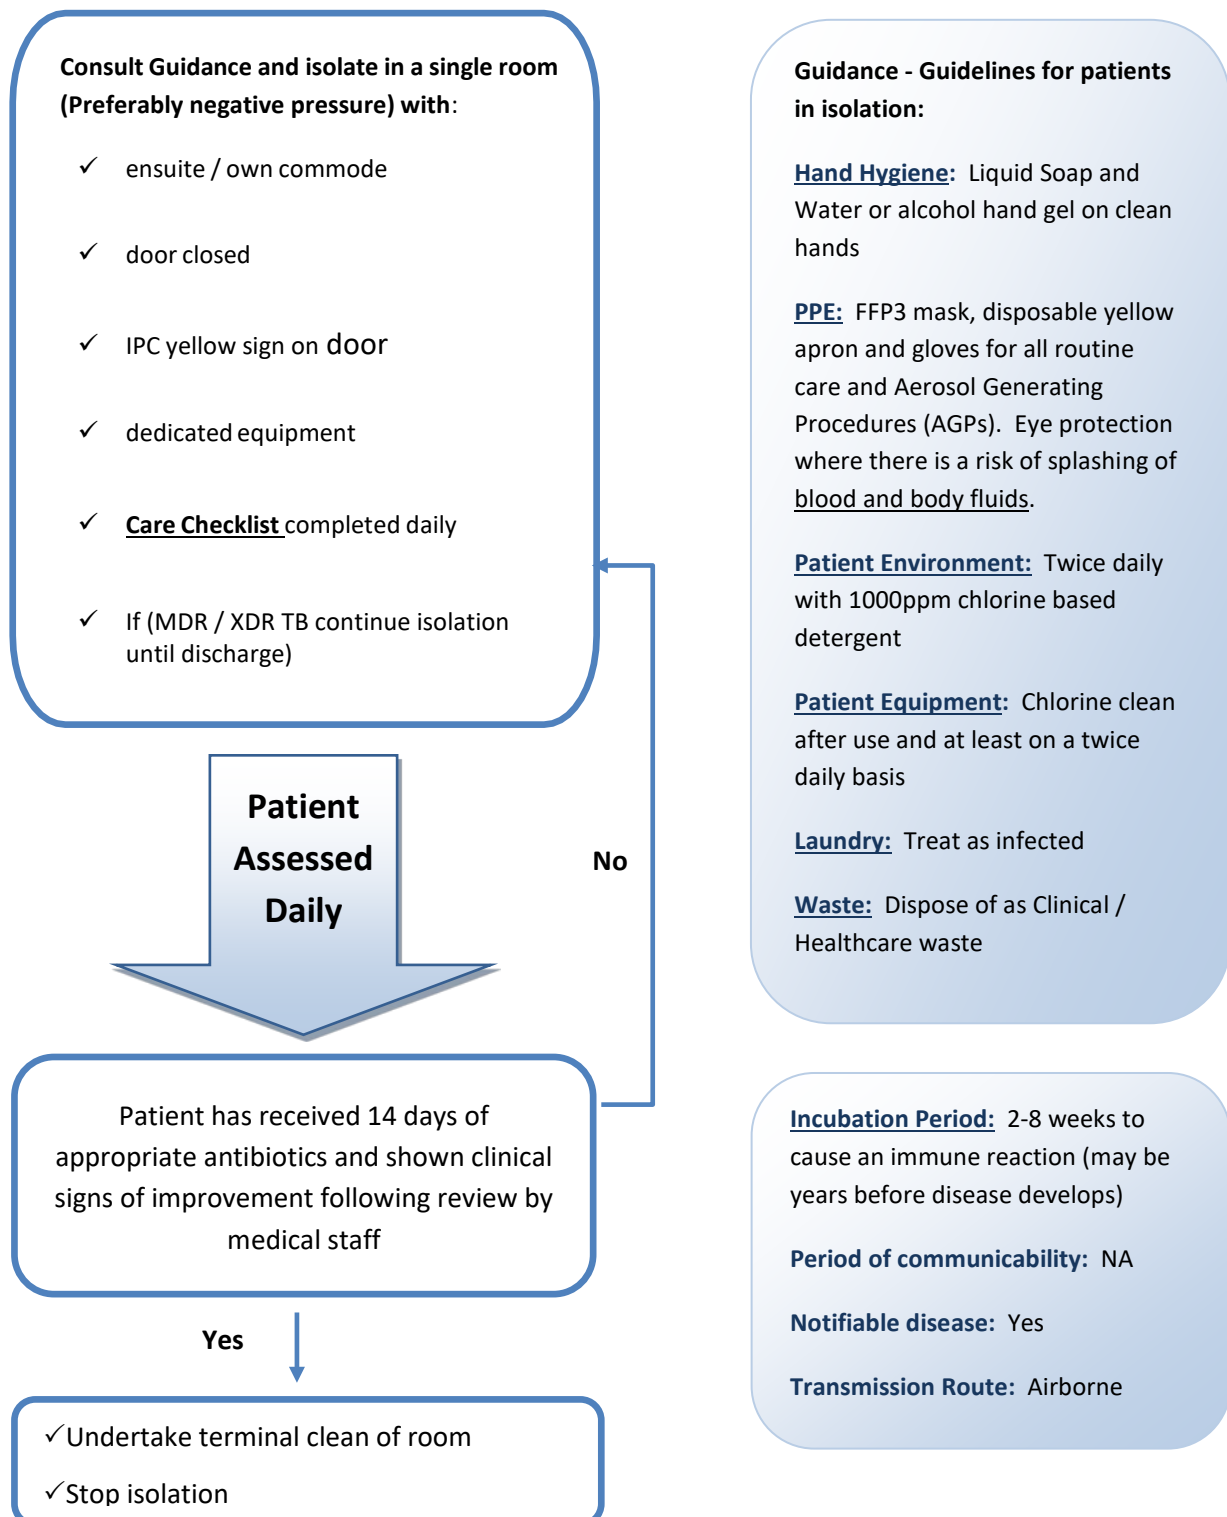 Consult Guidance and isolate in a single room
(Preferably negative pressure) with:
✓ ensuite / own commode
✓ door closed
✓ IPC yellow sign on door
✓ dedicated equipment
✓ Care Checklist completed daily
✓ If (MDR / XDR TB continue isolation
until discharge)
Patient
Assessed
Daily
No
Patient has received 14 days of
appropriate antibiotics and shown clinical
signs of improvement following review by
medical staff
Yes
✓Undertake terminal clean of room
✓Stop isolation
Guidance - Guidelines for patients
in isolation:
Hand Hygiene: Liquid Soap and
Water or alcohol hand gel on clean
hands
PPE: FFP3 mask, disposable yellow
apron and gloves for all routine
care and Aerosol Generating
Procedures (AGPs). Eye protection
where there is a risk of splashing of
blood and body fluids.
Patient Environment: Twice daily
with 1000ppm chlorine based
detergent
Patient Equipment: Chlorine clean
after use and at least on a twice
daily basis
Laundry: Treat as infected
Waste: Dispose of as Clinical /
Healthcare waste
Incubation Period: 2-8 weeks to
cause an immune reaction (may be
years before disease develops)
Period of communicability: NA
Notifiable disease: Yes
Transmission Route: Airborne